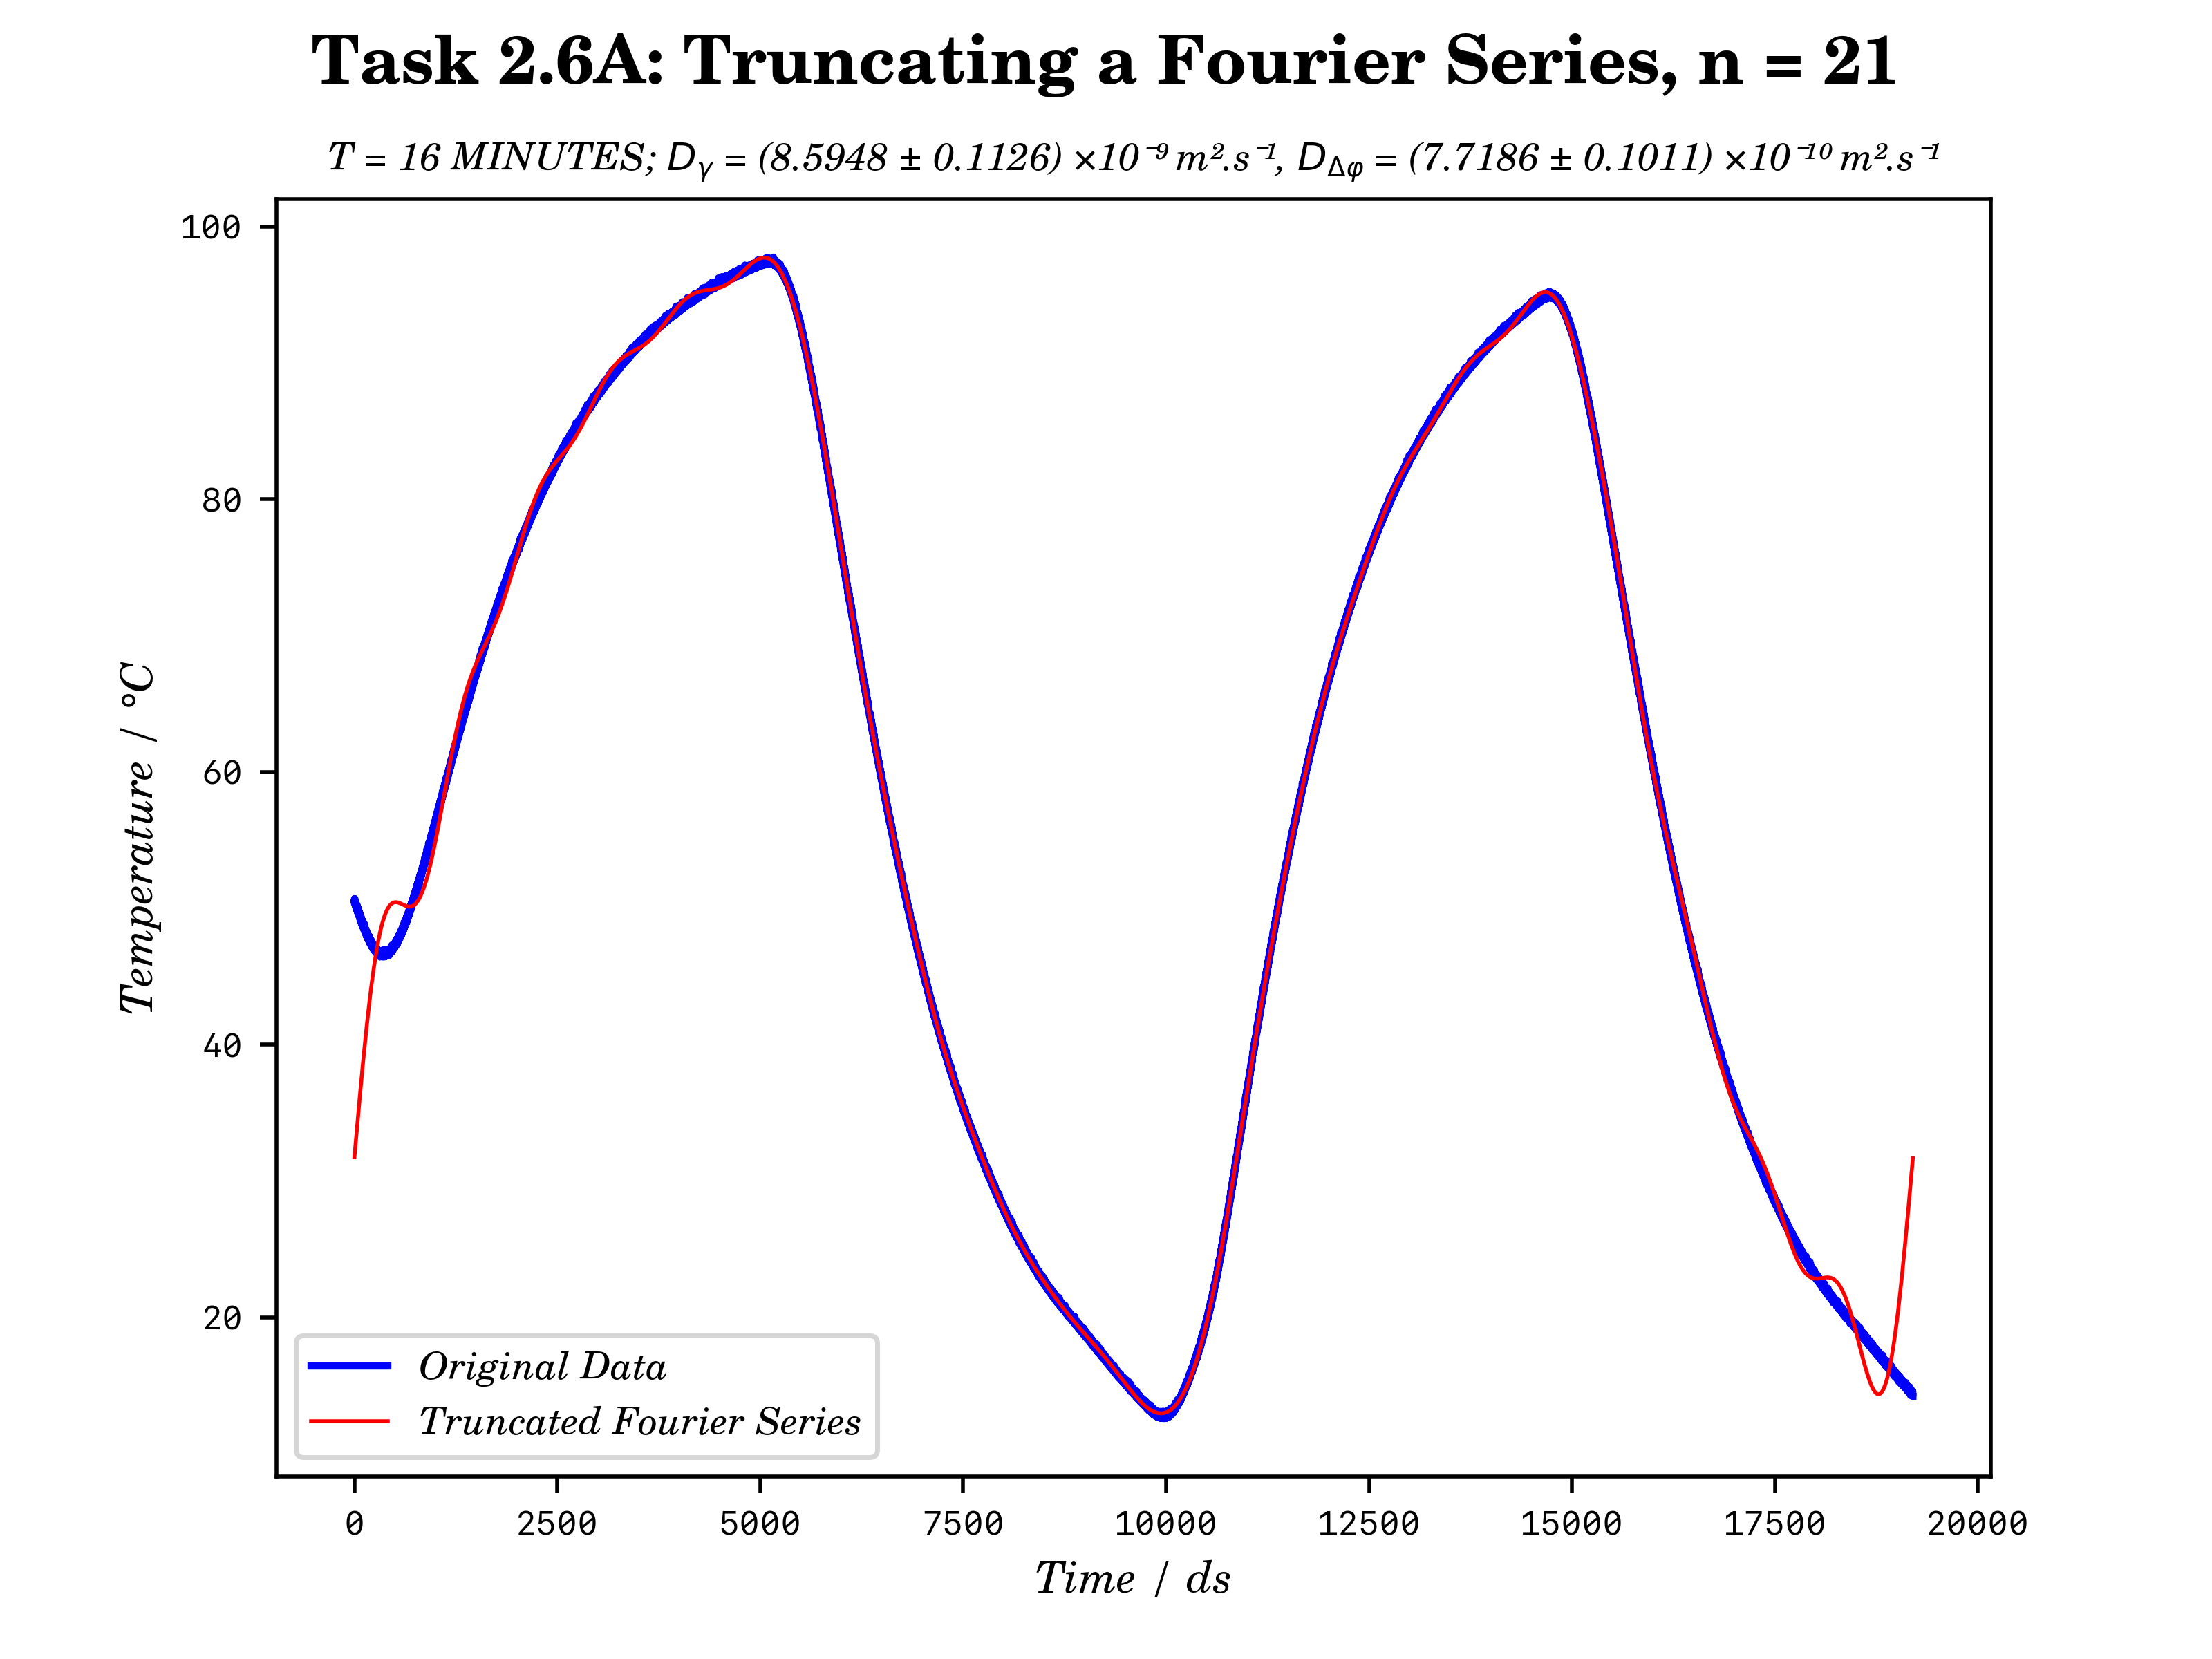 Task 2.6A: Truncating a Fourier Series, n = 21
T = 16 MINUTES; Dᵧ = (8.5948 ± 0.1126) ×10⁻⁹ m².s⁻¹, D_Δφ = (7.7186 ± 0.1011) ×10⁻¹⁰ m².s⁻¹
100
80
60
40
20
Temperature / °C
Original Data
Truncated Fourier Series
0 2500 5000 7500 10000 12500 15000 17500 20000
Time / ds